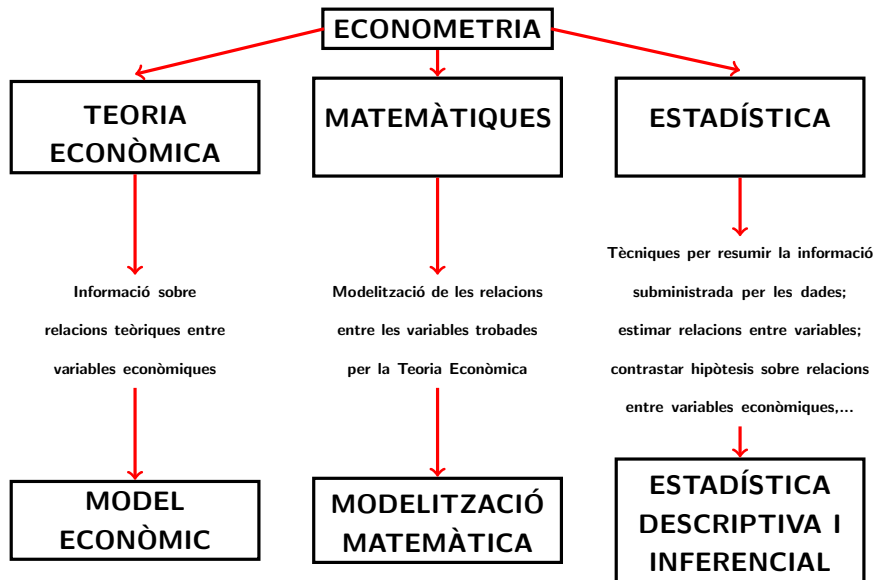 ECONOMETRIA
TEORIA
ECONÒMICA
MATEMÀTIQUES
ESTADÍSTICA
Informació sobre
relacions teòriques entre
variables econòmiques
Modelització de les relacions
entre les variables trobades
per la Teoria Econòmica
Tècniques per resumir la informació
subministrada per les dades;
estimar relacions entre variables;
contrastar hipòtesis sobre relacions
entre variables econòmiques,...
MODEL
ECONÒMIC
MODELITZACIÓ
MATEMÀTICA
ESTADÍSTICA
DESCRIPTIVA I
INFERENCIAL